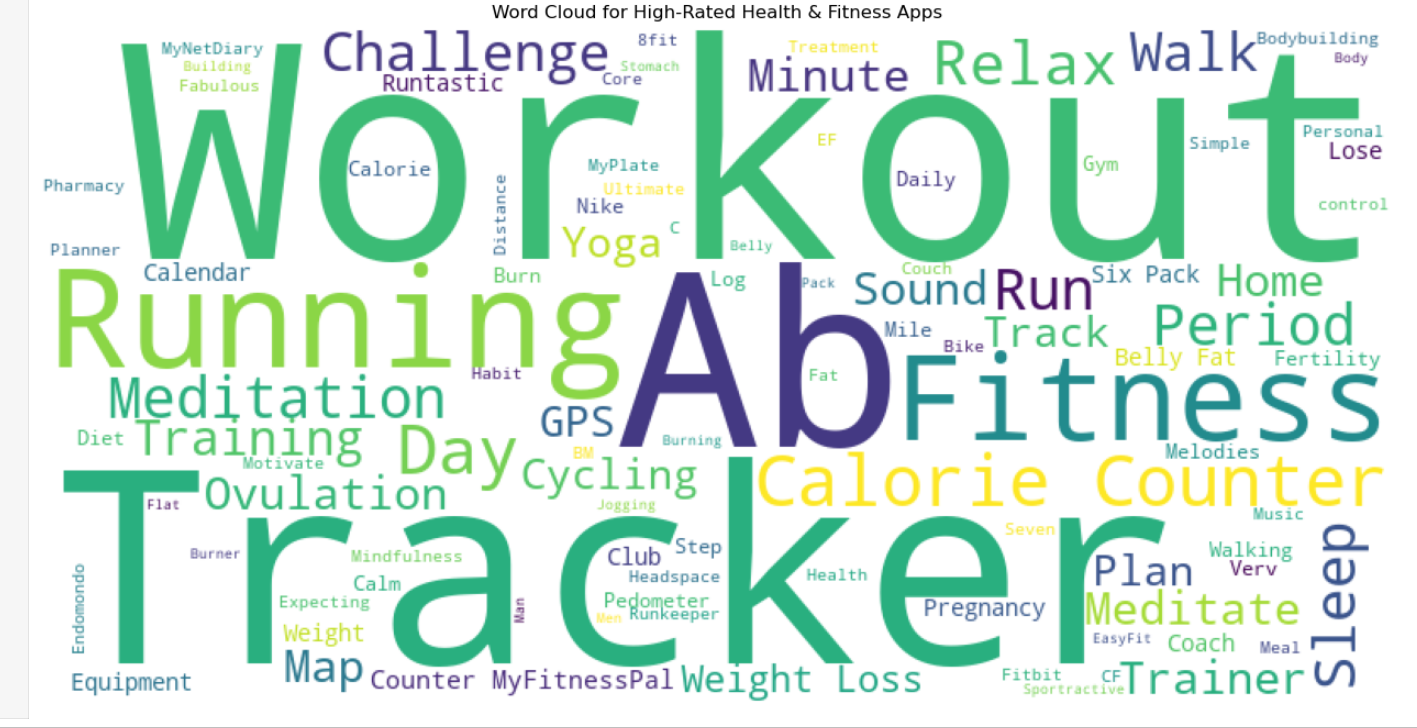 Word Cloud for High-Rated Health & Fitness Apps
Workout
MyNetDiary
Building
Fabulous
Challenge
Runtastic
8fit
Stomach
Core
Treatment
Minute
Relax
Walk
Bodybuilding
Body
Calorie
Pharmacy
Planner
Calendar
Distance
MyPlate
Ultimate
Nike
Yoga
C
EF
Belly
Daily
Gym
Simple
Personal
Lose
control
Running
Burn
Log
Ab
Pack
Couch
Sound
Run
Six Pack
Home
Mile
Bike
Track
Period
Belly Fat
Fertility
Habit
Fat
Fitness
Meditation
GPS
Diet
Training
Motivate
Day
Burning
BM
Cycling
Melodies
Calorie Counter
Tracker
Flat
Ovulation
Jogging
Seven
Music
Burner
Mindfulness
Calm
Expecting
Weight
Man
Club
Step
Headspace
Pedometer
Men
Runkeeper
Health
Pregnancy
Plan
Walking
Verv
Meditate
EasyFit
Coach
Meal
Sleep
Endomondo
Equipment
Map
Counter MyFitnessPal
Weight Loss
Fitbit
CF
Sportractive
Trainer